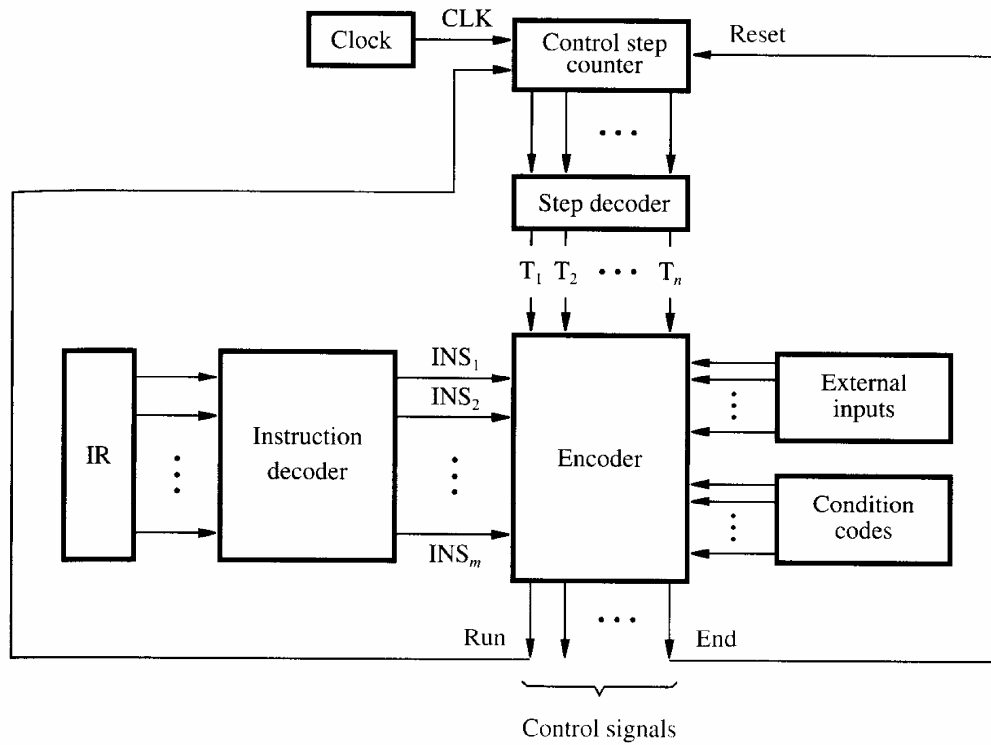 CLK
Clock
Control step
counter
Reset
...
Step decoder
T₁ T₂ ... Tₙ
IR
Instruction
decoder
INS₁
INS₂
INSₘ
Encoder
External
inputs
Condition
codes
Run
...
End
Control signals